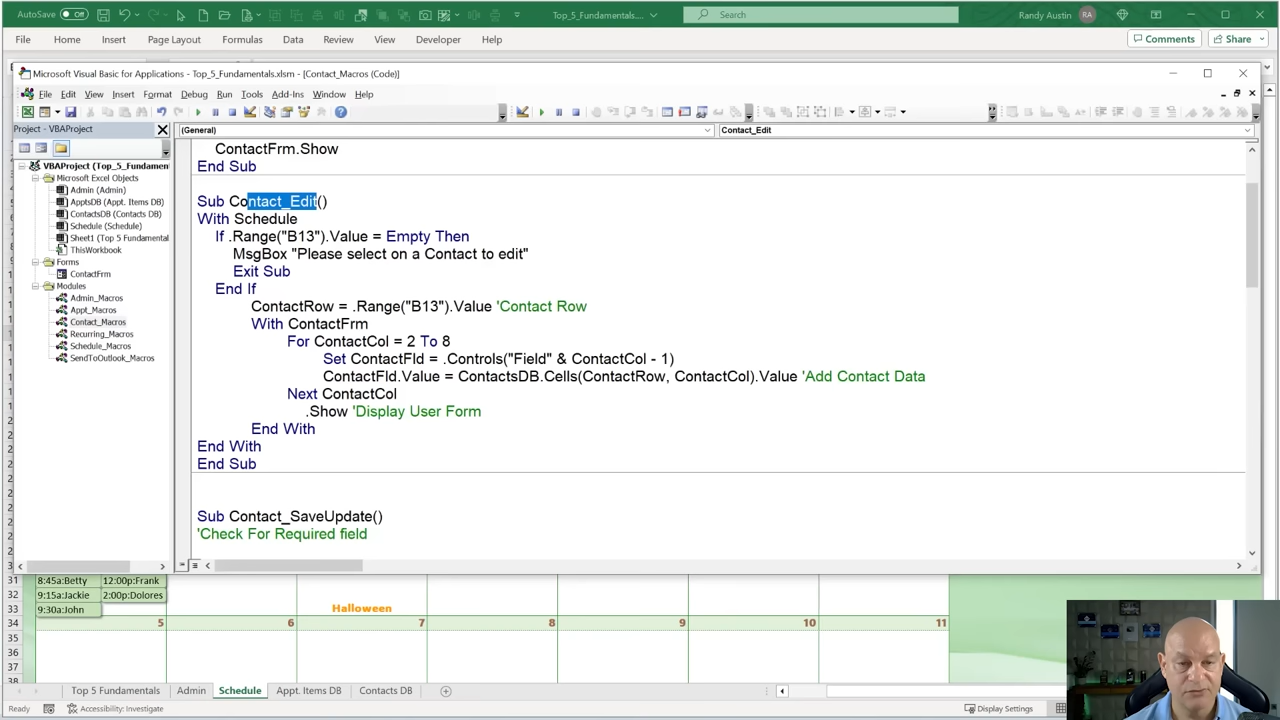 AutoSave Off Top_5_Fundamentals.... Search Randy Austin RA
File Home Insert Page Layout Formulas Data Review View Developer Help Comments Share
Microsoft Visual Basic for Applications - Top_5_Fundamentals.xlsm - [Contact_Macros (Code)]
File Edit View Insert Format Debug Run Tools Add-Ins Window Help
Project - VBAProject
(General) Contact_Edit
VBAProject (Top_5_Fundament
Microsoft Excel Objects
Admin (Admin)
ApptsDB (Appt. Items DB)
ContactsDB (Contacts DB)
Schedule (Schedule)
Sheet1 (Top 5 Fundamental
ThisWorkbook
Forms
ContactFrm
Modules
Admin_Macros
Appt_Macros
Contact_Macros
Recurring_Macros
Schedule_Macros
SendToOutlook_Macros
ContactFrm.Show
End Sub
Sub Contact_Edit()
With Schedule
If .Range("B13").Value = Empty Then
MsgBox "Please select on a Contact to edit"
Exit Sub
End If
ContactRow = .Range("B13").Value 'Contact Row
With ContactFrm
For ContactCol = 2 To 8
Set ContactFld = .Controls("Field" & ContactCol - 1)
ContactFld.Value = ContactsDB.Cells(ContactRow, ContactCol).Value 'Add Contact Data
Next ContactCol
.Show 'Display User Form
End With
End With
End Sub
Sub Contact_SaveUpdate()
'Check For Required field
31 8:45a:Betty 12:00p:Frank
32 9:15a:Jackie 2:00p:Dolores
33 9:30a:John Halloween
34 5 6 7 8 9 10 11
35
36
37
Top 5 Fundamentals Admin Schedule Appt. Items DB Contacts DB
Ready Accessibility: Investigate Display Settings